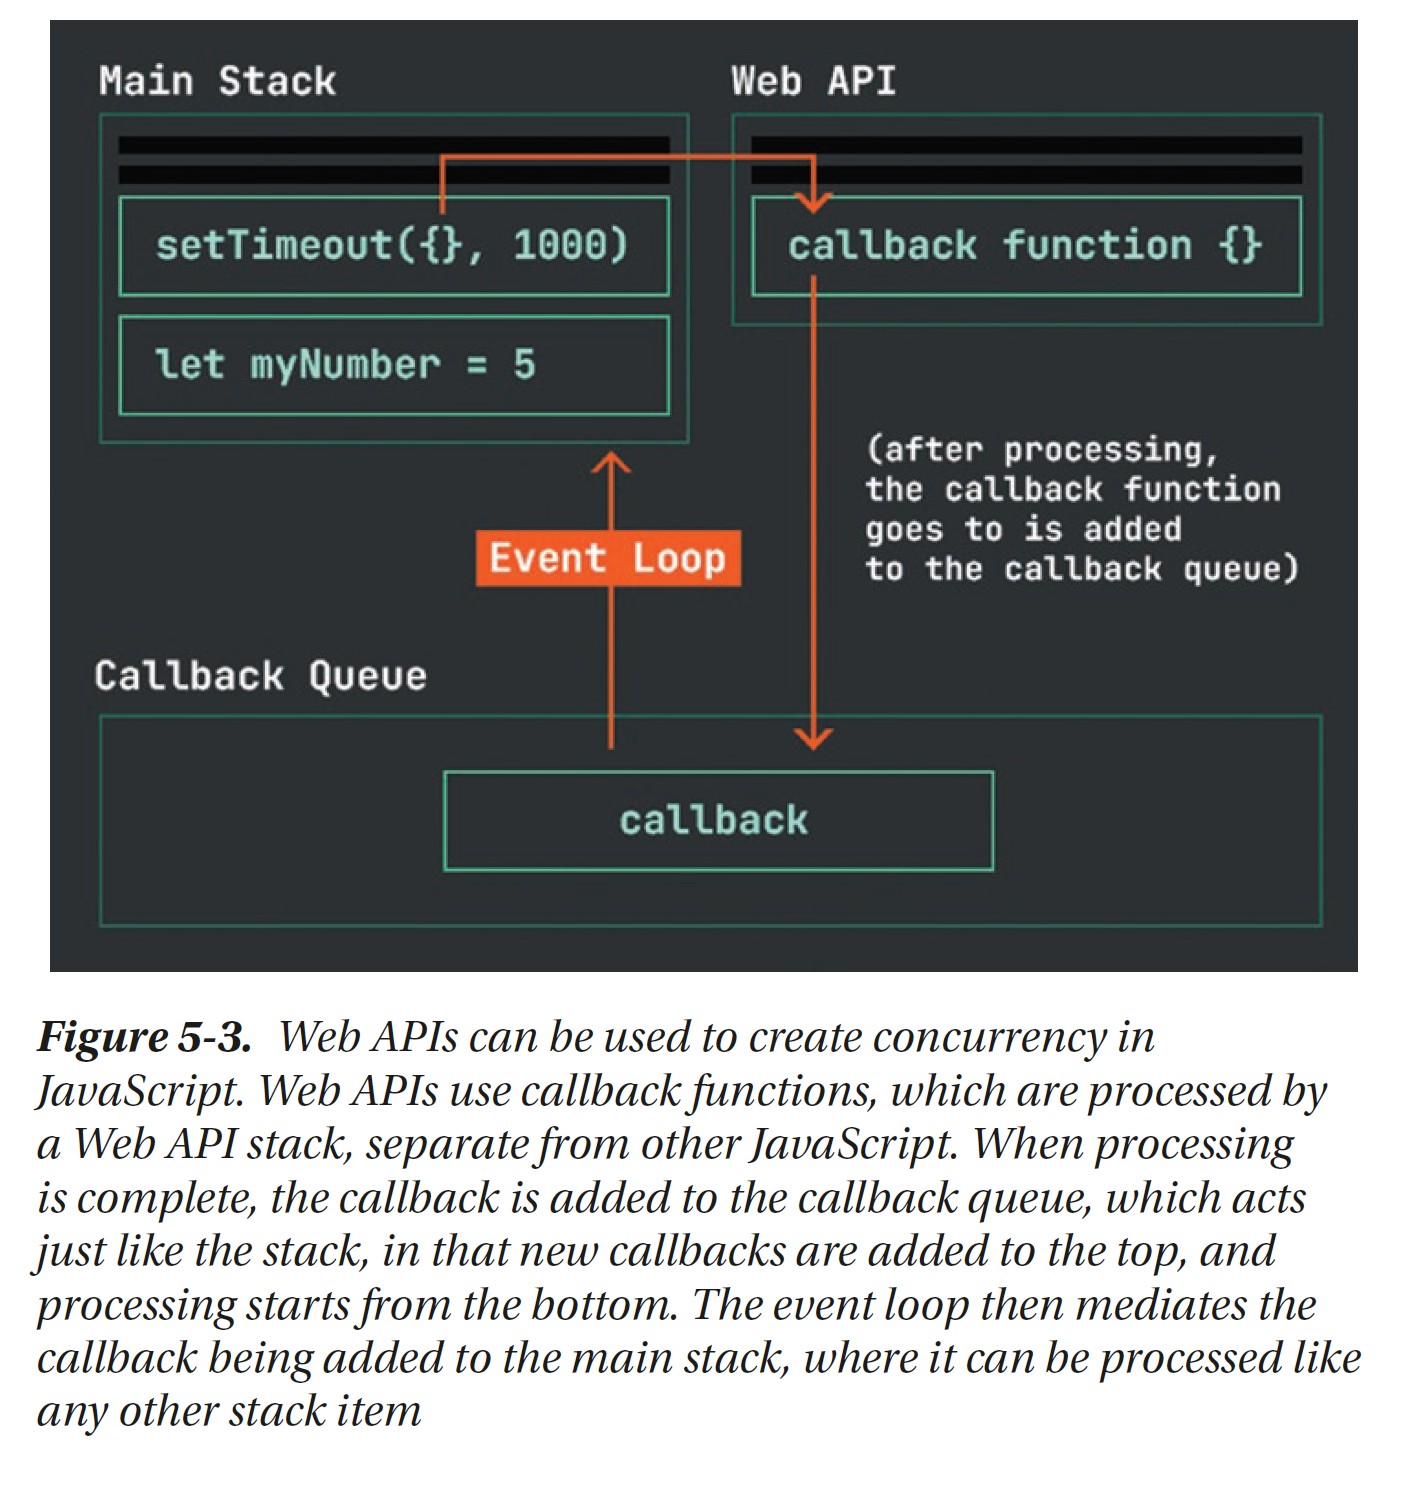 Main Stack
Web API
setTimeout({}, 1000)
callback function {}
let myNumber = 5
(after processing,
the callback function
goes to is added
to the callback queue)
Event Loop
Callback Queue
callback
Figure 5-3. Web APIs can be used to create concurrency in
JavaScript. Web APIs use callback functions, which are processed by
a Web API stack, separate from other JavaScript. When processing
is complete, the callback is added to the callback queue, which acts
just like the stack, in that new callbacks are added to the top, and
processing starts from the bottom. The event loop then mediates the
callback being added to the main stack, where it can be processed like
any other stack item